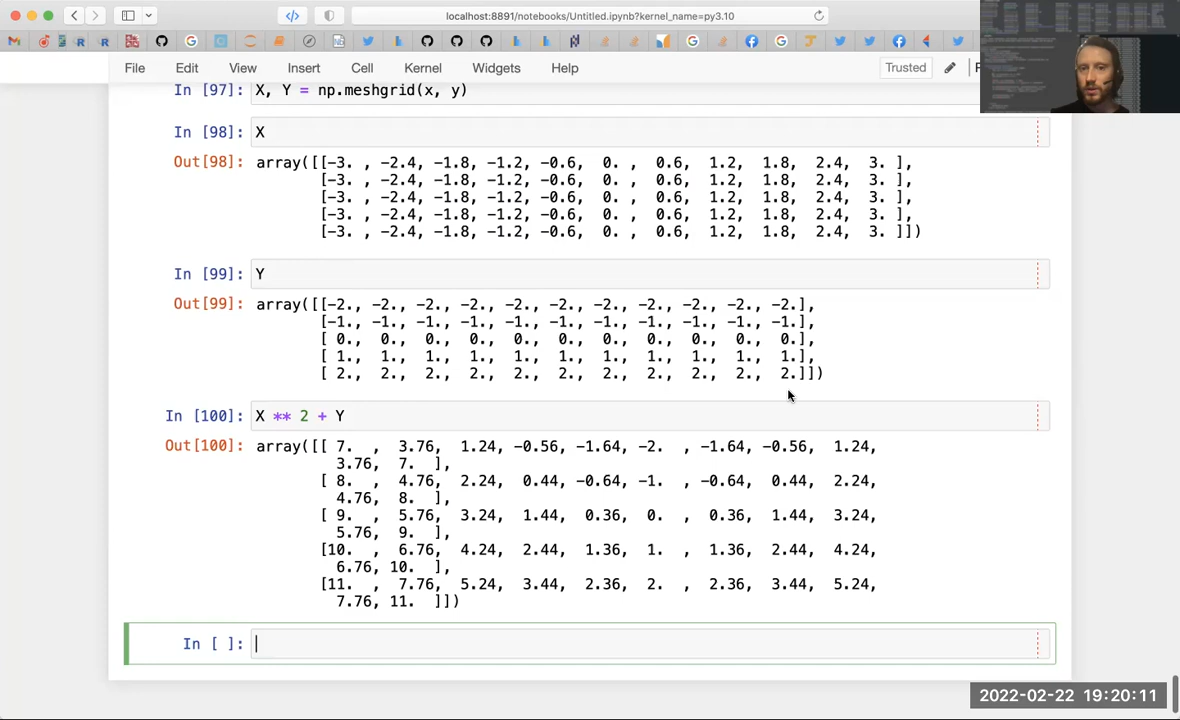 localhost:8891/notebooks/Untitled.ipynb?kernel_name=py3.10
File Edit View Insert Cell Kernel Widgets Help Trusted
In [97]: X, Y = np.meshgrid(x, y)
In [98]: X
Out[98]: array([[-3. , -2.4, -1.8, -1.2, -0.6,  0. ,  0.6,  1.2,  1.8,  2.4,  3. ],
[-3. , -2.4, -1.8, -1.2, -0.6,  0. ,  0.6,  1.2,  1.8,  2.4,  3. ],
[-3. , -2.4, -1.8, -1.2, -0.6,  0. ,  0.6,  1.2,  1.8,  2.4,  3. ],
[-3. , -2.4, -1.8, -1.2, -0.6,  0. ,  0.6,  1.2,  1.8,  2.4,  3. ],
[-3. , -2.4, -1.8, -1.2, -0.6,  0. ,  0.6,  1.2,  1.8,  2.4,  3. ]])
In [99]: Y
Out[99]: array([[-2., -2., -2., -2., -2., -2., -2., -2., -2., -2., -2.],
[-1., -1., -1., -1., -1., -1., -1., -1., -1., -1., -1.],
[ 0.,  0.,  0.,  0.,  0.,  0.,  0.,  0.,  0.,  0.,  0.],
[ 1.,  1.,  1.,  1.,  1.,  1.,  1.,  1.,  1.,  1.,  1.],
[ 2.,  2.,  2.,  2.,  2.,  2.,  2.,  2.,  2.,  2.,  2.]])
In [100]: X ** 2 + Y
Out[100]: array([[ 7.  ,  3.76,  1.24, -0.56, -1.64, -2.  , -1.64, -0.56,  1.24,
3.76,  7.  ],
[ 8.  ,  4.76,  2.24,  0.44, -0.64, -1.  , -0.64,  0.44,  2.24,
4.76,  8.  ],
[ 9.  ,  5.76,  3.24,  1.44,  0.36,  0.  ,  0.36,  1.44,  3.24,
5.76,  9.  ],
[10.  ,  6.76,  4.24,  2.44,  1.36,  1.  ,  1.36,  2.44,  4.24,
6.76, 10.  ],
[11.  ,  7.76,  5.24,  3.44,  2.36,  2.  ,  2.36,  3.44,  5.24,
7.76, 11.  ]])
In [ ]:
2022-02-22 19:20:11